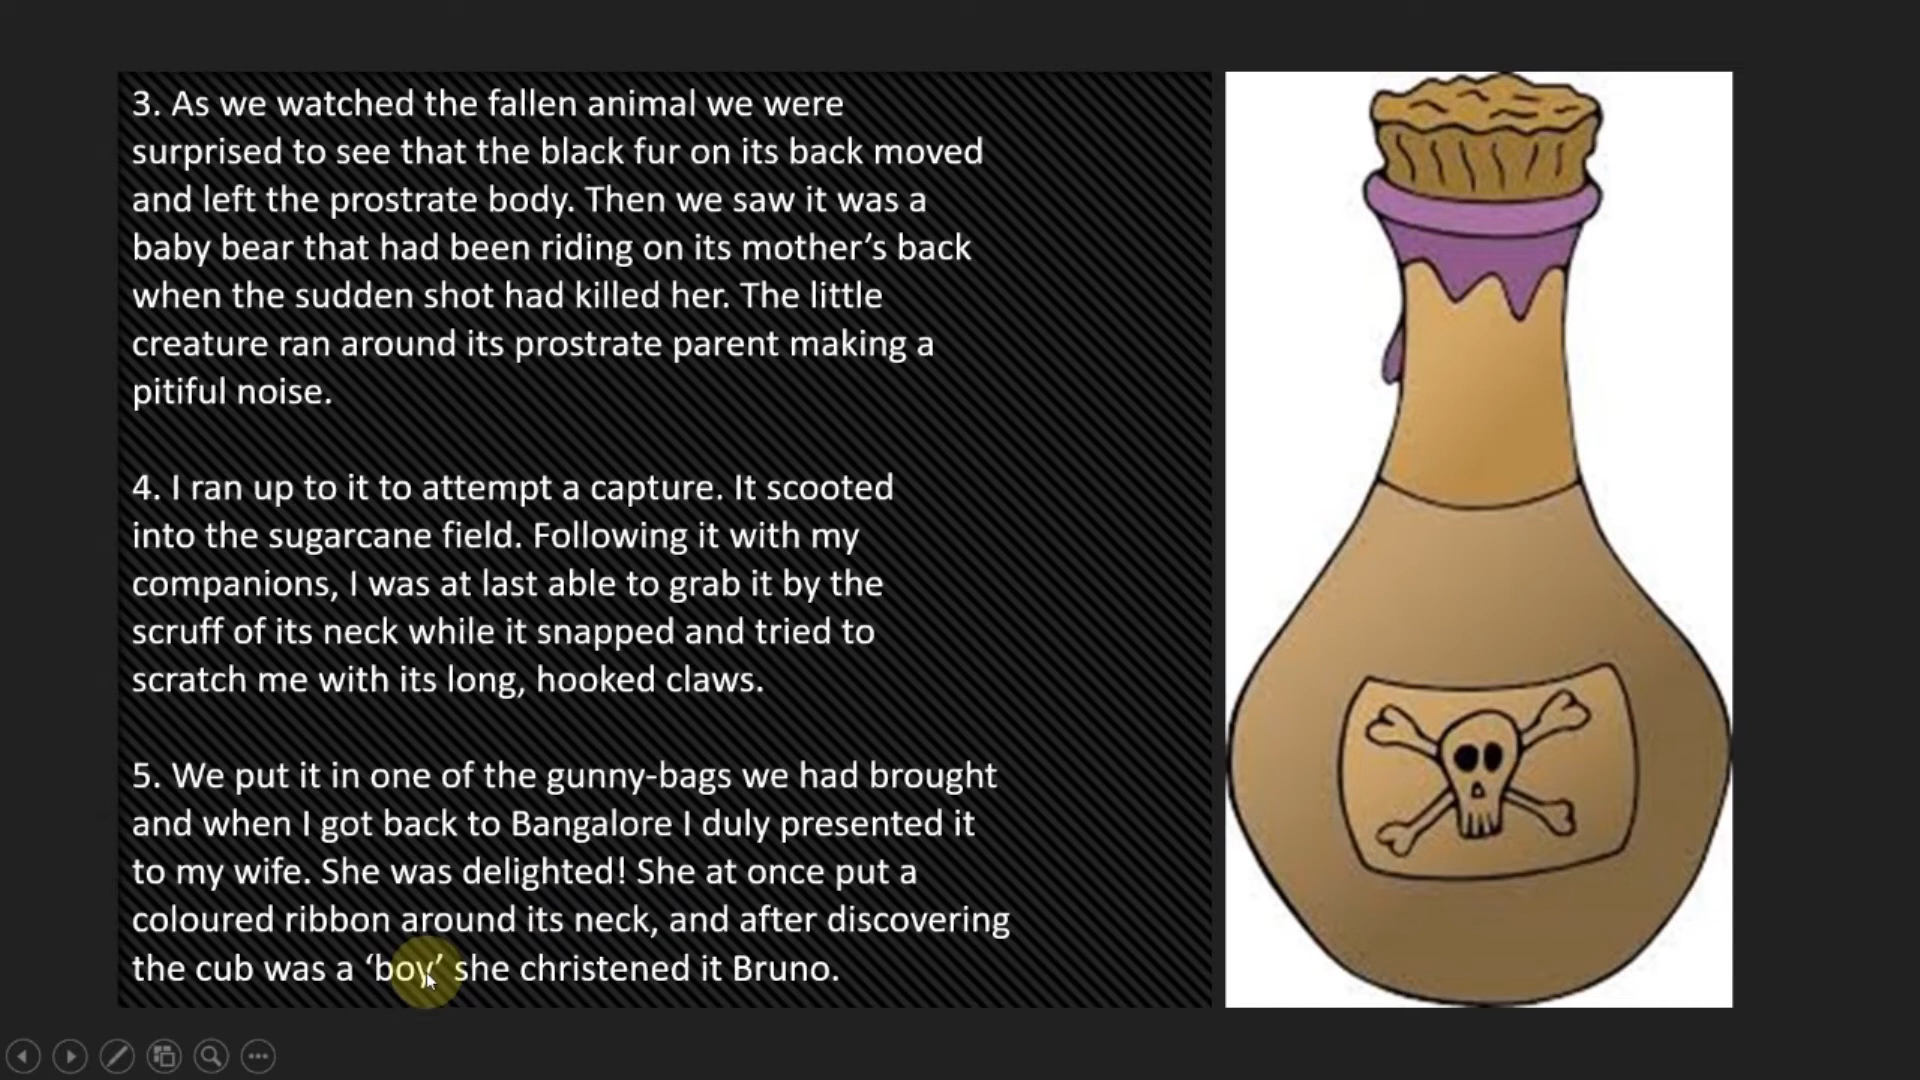 3. As we watched the fallen animal we were
surprised to see that the black fur on its back moved
and left the prostrate body. Then we saw it was a
baby bear that had been riding on its mother’s back
when the sudden shot had killed her. The little
creature ran around its prostrate parent making a
pitiful noise.
4. I ran up to it to attempt a capture. It scooted
into the sugarcane field. Following it with my
companions, I was at last able to grab it by the
scruff of its neck while it snapped and tried to
scratch me with its long, hooked claws.
5. We put it in one of the gunny-bags we had brought
and when I got back to Bangalore I duly presented it
to my wife. She was delighted! She at once put a
coloured ribbon around its neck, and after discovering
the cub was a ‘boy’ she christened it Bruno.